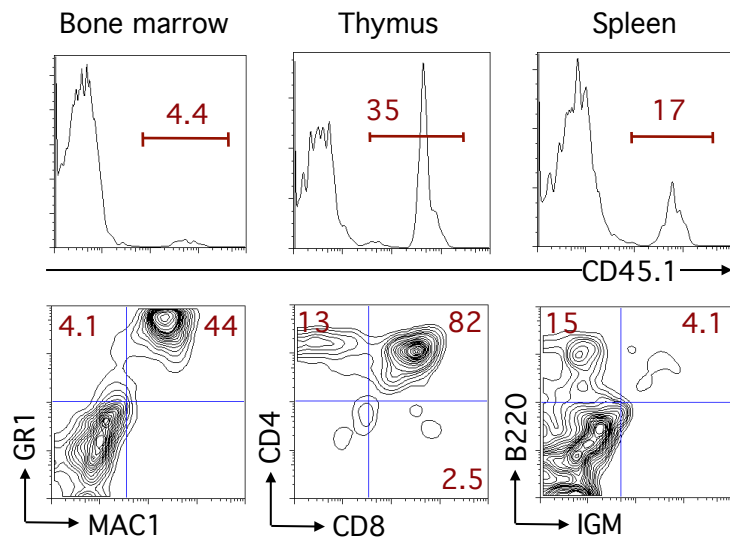 Bone marrow Thymus Spleen
4.4 35 17
CD45.1
4.1 44 13 82 15 4.1
GR1 CD4 B220
2.5
MAC1 CD8 IGM